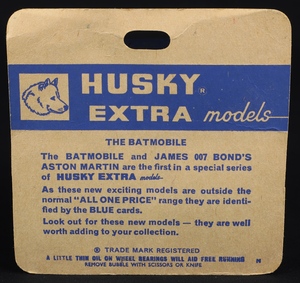 HUSKY ®
EXTRA models
THE BATMOBILE
The BATMOBILE and JAMES 007 BOND'S
ASTON MARTIN are the first in a special series
of HUSKY EXTRA models.
As these new exciting models are outside the
normal "ALL ONE PRICE" range they are identi-
fied by the BLUE cards.
Look out for these new models — they are well
worth adding to your collection.
® TRADE MARK REGISTERED
A LITTLE THIN OIL ON WHEEL BEARINGS WILL AID FREE RUNNING
REMOVE BUBBLE WITH SCISSORS OR KNIFE